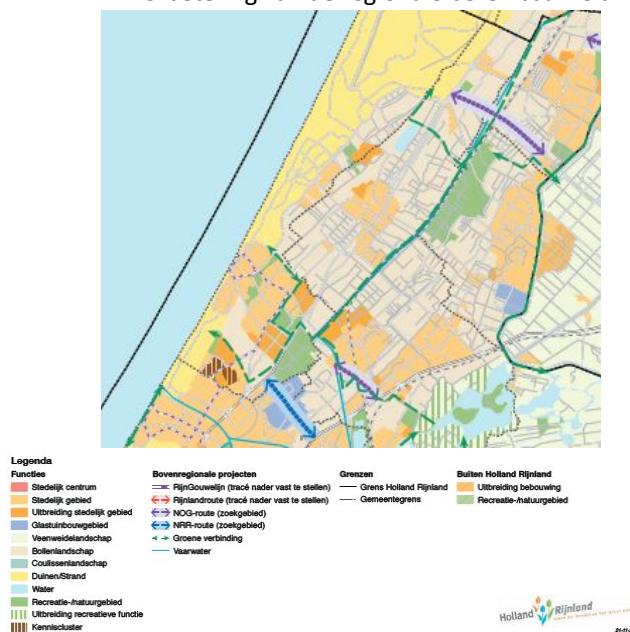 Legenda
Functies
Stedelijk centrum
Stedelijk gebied
Uitbreiding stedelijk gebied
Glastuinbouwgebied
Veenweidelandschap
Bollenlandschap
Coulissenlandschap
Duinen/Strand
Water
Recreatie-/natuurgebied
Uitbreiding recreatieve functie
Kenniscluster
Bovenregionale projecten
RijnGouwelijn (tracé nader vast te stellen)
Rijnlandroute (tracé nader vast te stellen)
NOG-route (zoekgebied)
NRR-route (zoekgebied)
Groene verbinding
Vaarwater
Grenzen
Grens Holland Rijnland
Gemeentegrens
Buiten Holland Rijnland
Uitbreiding bebouwing
Recreatie-/natuurgebied
Holland Rijnland